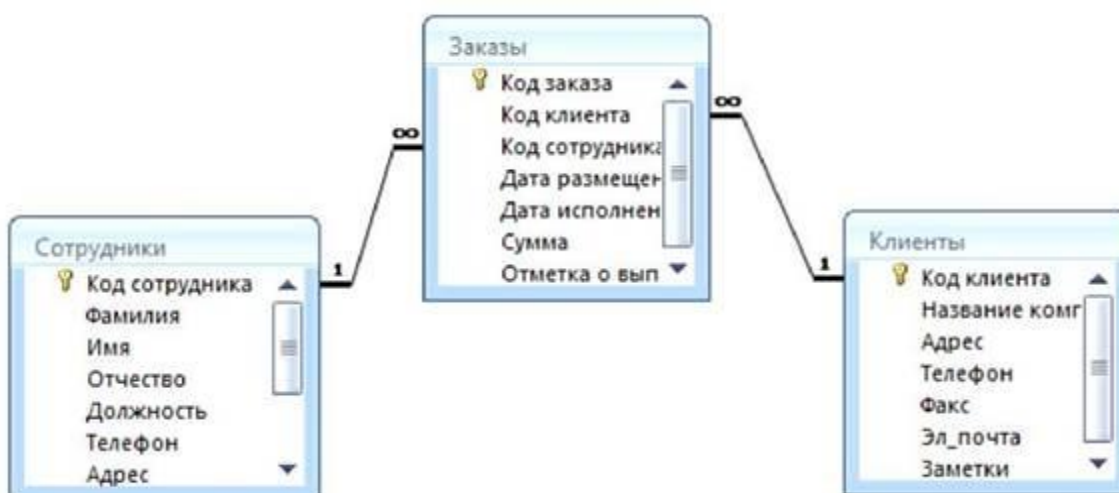 Заказы
Код заказа
Код клиента
Код сотрудника
Дата размещен
Дата исполнен
Сумма
Отметка о вып
∞
∞
1
1
Сотрудники
Код сотрудника
Фамилия
Имя
Отчество
Должность
Телефон
Адрес
Клиенты
Код клиента
Название комп
Адрес
Телефон
Факс
Эл_почта
Заметки